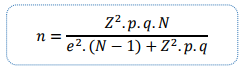 n = Z².p.q.N / e².(N − 1) + Z².p.q